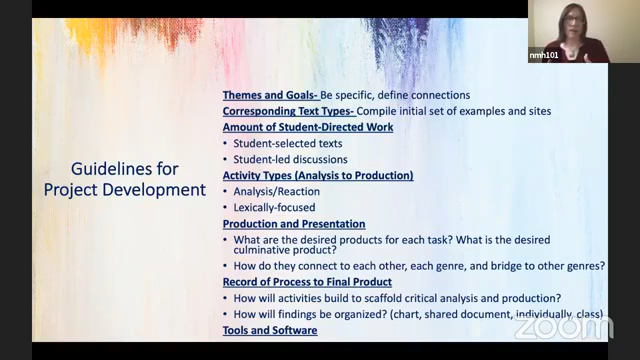 nmh101
Guidelines for
Project Development
Themes and Goals- Be specific, define connections
Corresponding Text Types- Compile initial set of examples and sites
Amount of Student-Directed Work
• Student-selected texts
• Student-led discussions
Activity Types (Analysis to Production)
• Analysis/Reaction
• Lexically-focused
Production and Presentation
• What are the desired products for each task? What is the desired
culminative product?
• How do they connect to each other, each genre, and bridge to other genres?
Record of Process to Final Product
• How will activities build to scaffold critical analysis and production?
• How will findings be organized? (chart, shared document, individually, class)
Tools and Software
zoom